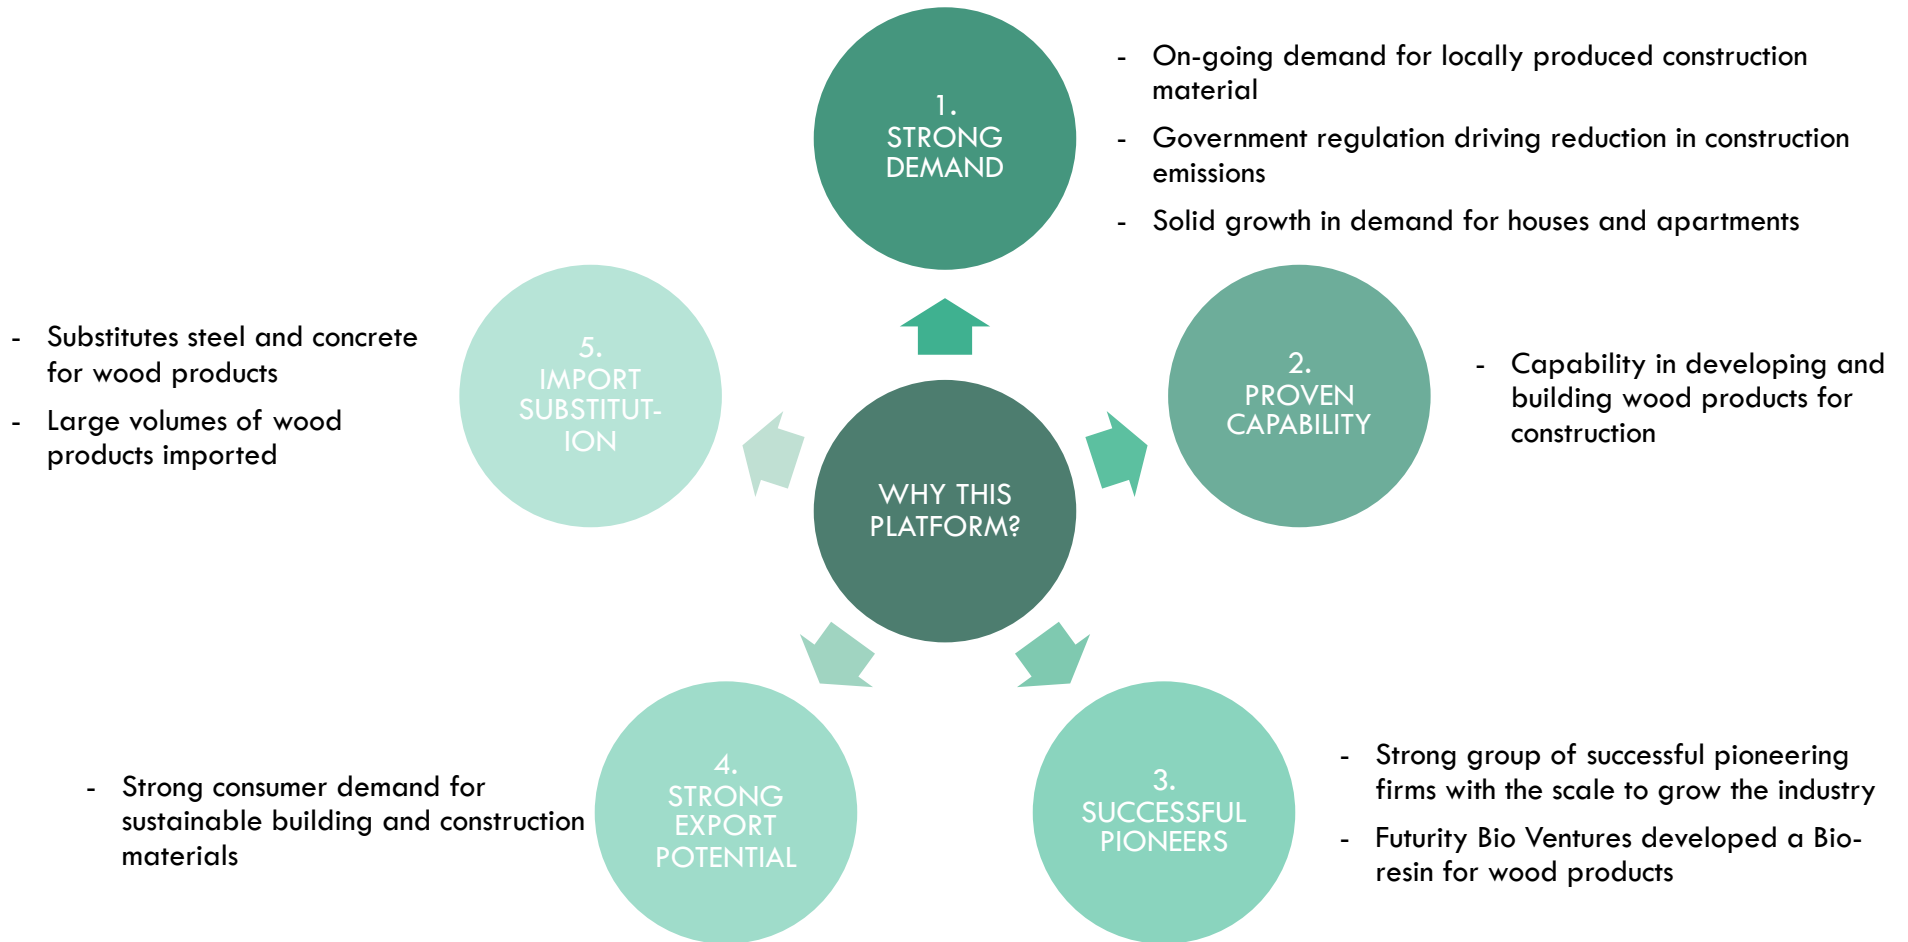 1.
STRONG
DEMAND
- On-going demand for locally produced construction
material
- Government regulation driving reduction in construction
emissions
- Solid growth in demand for houses and apartments
2.
PROVEN
CAPABILITY
- Capability in developing and
building wood products for
construction
3.
SUCCESSFUL
PIONEERS
- Strong group of successful pioneering
firms with the scale to grow the industry
- Futurity Bio Ventures developed a Bio-
resin for wood products
4.
STRONG
EXPORT
POTENTIAL
- Strong consumer demand for
sustainable building and construction
materials
5.
IMPORT
SUBSTITUT-
ION
- Substitutes steel and concrete
for wood products
- Large volumes of wood
products imported
WHY THIS
PLATFORM?